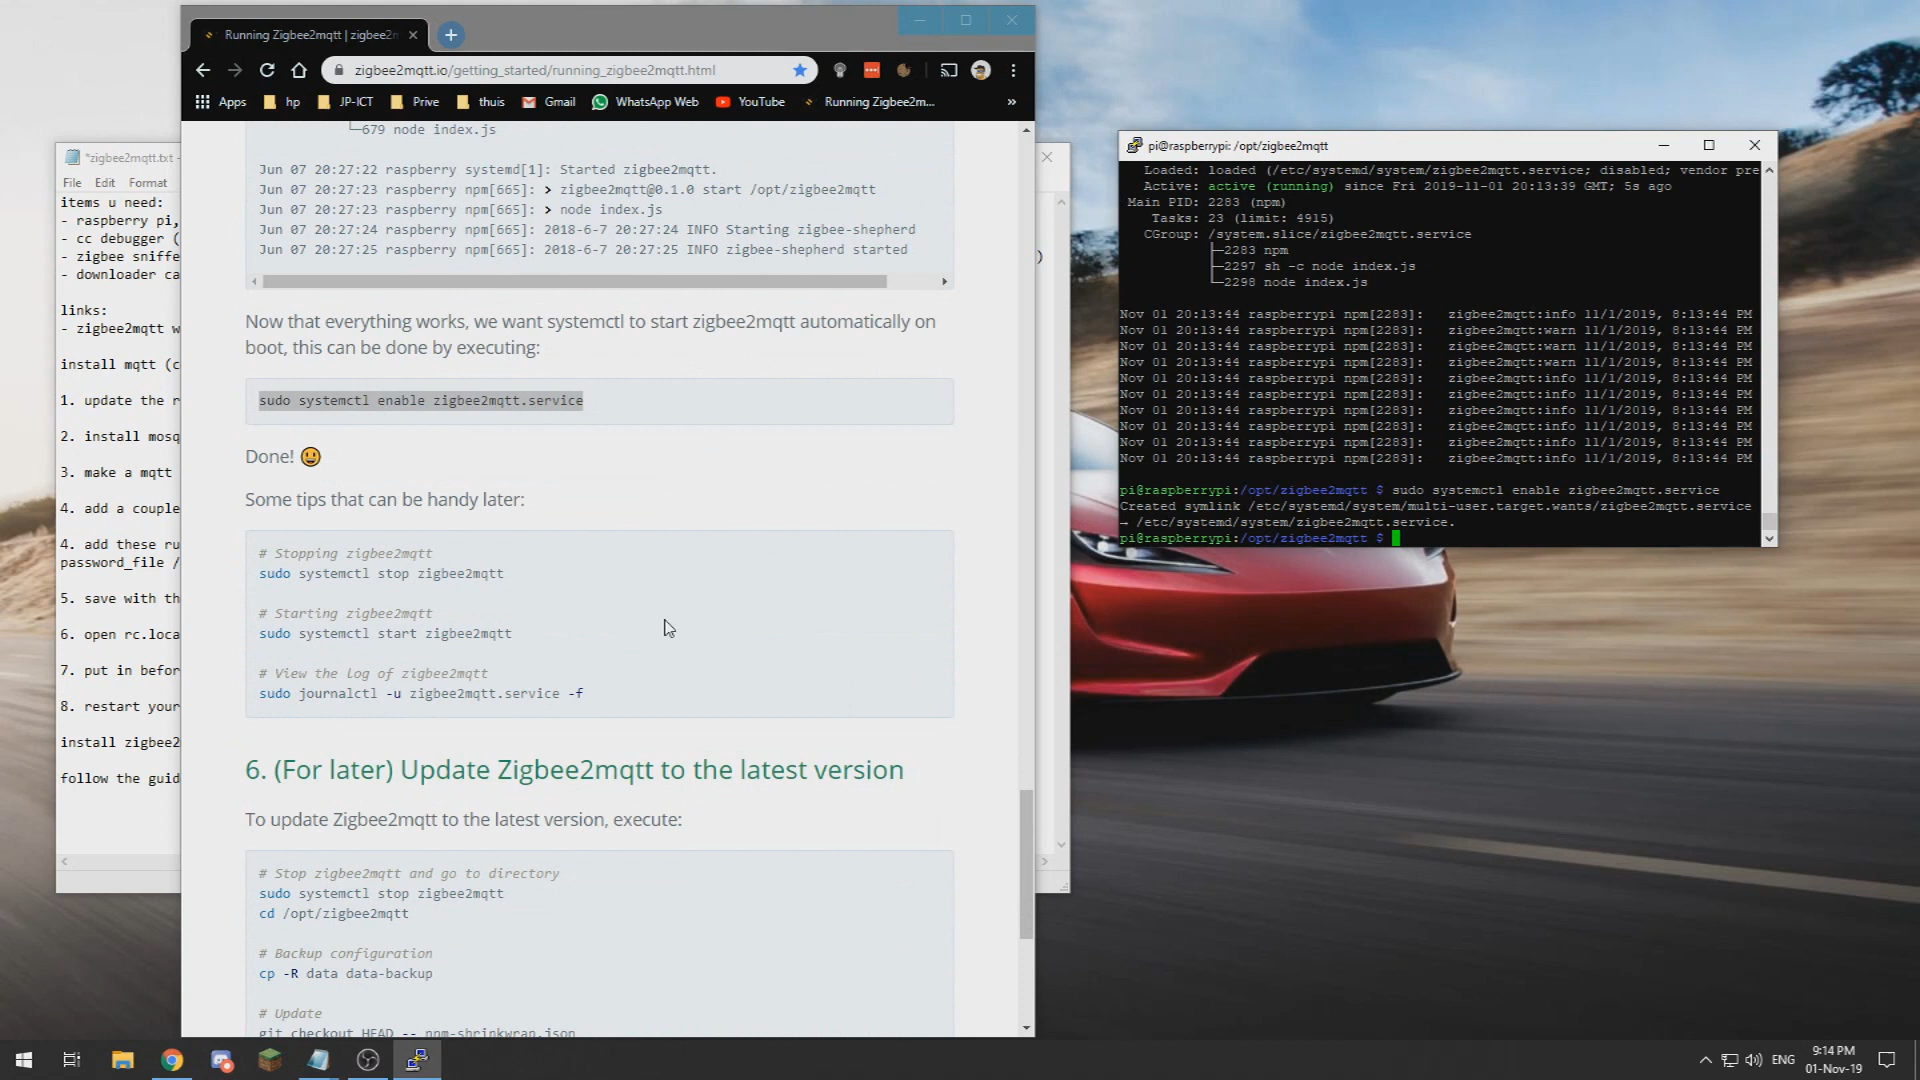 Running Zigbee2mqtt | zigbee2n
zigbee2mqtt.io/getting_started/running_zigbee2mqtt.html
Apps
hp
JP-ICT
Prive
thuis
Gmail
WhatsApp Web
YouTube
Running Zigbee2m...
»
└─679 node index.js
Jun 07 20:27:22 raspberry systemd[1]: Started zigbee2mqtt.
Jun 07 20:27:23 raspberry npm[665]: > zigbee2mqtt@0.1.0 start /opt/zigbee2mqtt
Jun 07 20:27:23 raspberry npm[665]: > node index.js
Jun 07 20:27:24 raspberry npm[665]: 2018-6-7 20:27:24 INFO Starting zigbee-shepherd
Jun 07 20:27:25 raspberry npm[665]: 2018-6-7 20:27:25 INFO zigbee-shepherd started
Now that everything works, we want systemctl to start zigbee2mqtt automatically on
boot, this can be done by executing:
sudo systemctl enable zigbee2mqtt.service
Done! 😃
Some tips that can be handy later:
# Stopping zigbee2mqtt
sudo systemctl stop zigbee2mqtt
# Starting zigbee2mqtt
sudo systemctl start zigbee2mqtt
# View the log of zigbee2mqtt
sudo journalctl -u zigbee2mqtt.service -f
6. (For later) Update Zigbee2mqtt to the latest version
To update Zigbee2mqtt to the latest version, execute:
# Stop zigbee2mqtt and go to directory
sudo systemctl stop zigbee2mqtt
cd /opt/zigbee2mqtt
# Backup configuration
cp -R data data-backup
# Update
git checkout HEAD -- npm-shrinkwrap.json
*zigbee2mqtt.txt -
File Edit Format
items u need:
- raspberry pi,
- cc debugger (
- zigbee sniffe
- downloader ca
)
links:
- zigbee2mqtt w
install mqtt (c
1. update the r
2. install mosq
3. make a mqtt
4. add a couple
4. add these ru
password_file /
5. save with th
6. open rc.loca
7. put in befor
8. restart your
install zigbee2
follow the guid
pi@raspberrypi: /opt/zigbee2mqtt
Loaded: loaded (/etc/systemd/system/zigbee2mqtt.service; disabled; vendor pre
Active: active (running) since Fri 2019-11-01 20:13:39 GMT; 5s ago
Main PID: 2283 (npm)
Tasks: 23 (limit: 4915)
CGroup: /system.slice/zigbee2mqtt.service
├─2283 npm
├─2297 sh -c node index.js
└─2298 node index.js
Nov 01 20:13:44 raspberrypi npm[2283]: zigbee2mqtt:info 11/1/2019, 8:13:44 PM
Nov 01 20:13:44 raspberrypi npm[2283]: zigbee2mqtt:warn 11/1/2019, 8:13:44 PM
Nov 01 20:13:44 raspberrypi npm[2283]: zigbee2mqtt:warn 11/1/2019, 8:13:44 PM
Nov 01 20:13:44 raspberrypi npm[2283]: zigbee2mqtt:warn 11/1/2019, 8:13:44 PM
Nov 01 20:13:44 raspberrypi npm[2283]: zigbee2mqtt:info 11/1/2019, 8:13:44 PM
Nov 01 20:13:44 raspberrypi npm[2283]: zigbee2mqtt:info 11/1/2019, 8:13:44 PM
Nov 01 20:13:44 raspberrypi npm[2283]: zigbee2mqtt:info 11/1/2019, 8:13:44 PM
Nov 01 20:13:44 raspberrypi npm[2283]: zigbee2mqtt:info 11/1/2019, 8:13:44 PM
Nov 01 20:13:44 raspberrypi npm[2283]: zigbee2mqtt:info 11/1/2019, 8:13:44 PM
Nov 01 20:13:44 raspberrypi npm[2283]: zigbee2mqtt:info 11/1/2019, 8:13:44 PM
pi@raspberrypi:/opt/zigbee2mqtt $ sudo systemctl enable zigbee2mqtt.service
Created symlink /etc/systemd/system/multi-user.target.wants/zigbee2mqtt.service
→ /etc/systemd/system/zigbee2mqtt.service.
pi@raspberrypi:/opt/zigbee2mqtt $
ENG
9:14 PM
01-Nov-19